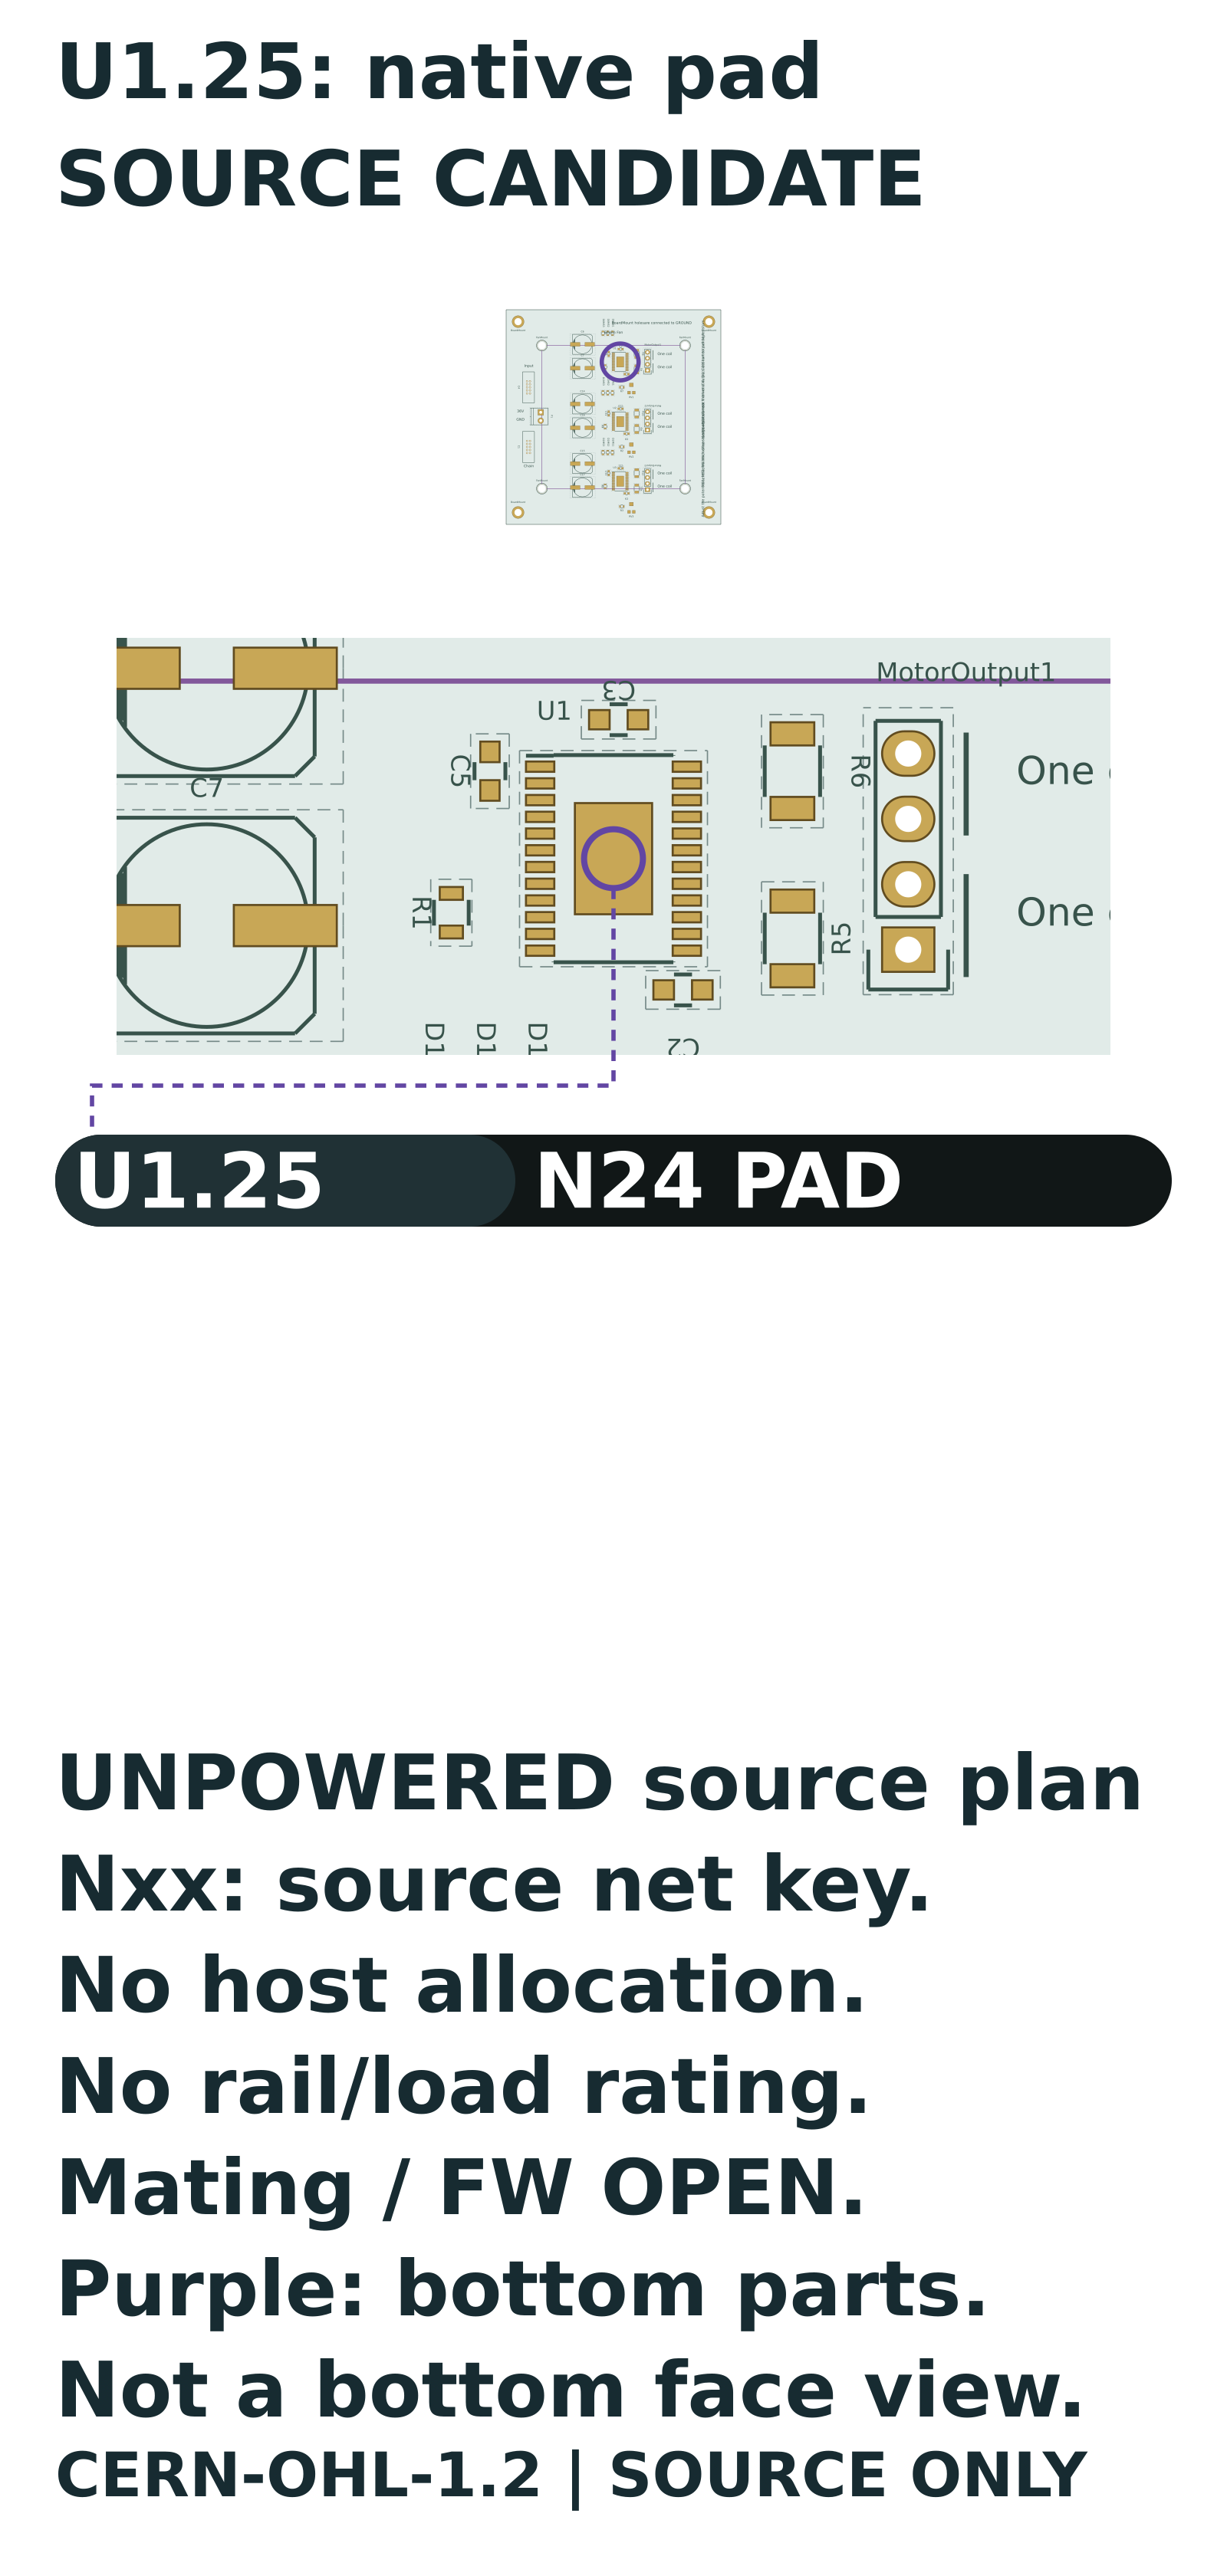 U1.25: native pad
SOURCE CANDIDATE
MotorOutput1
C3
U1
C5
R6
One
C7
R1
R5
One
D1 D1 D1
C2
U1.25 N24 PAD
UNPOWERED source plan
Nxx: source net key.
No host allocation.
No rail/load rating.
Mating / FW OPEN.
Purple: bottom parts.
Not a bottom face view.
CERN-OHL-1.2 | SOURCE ONLY